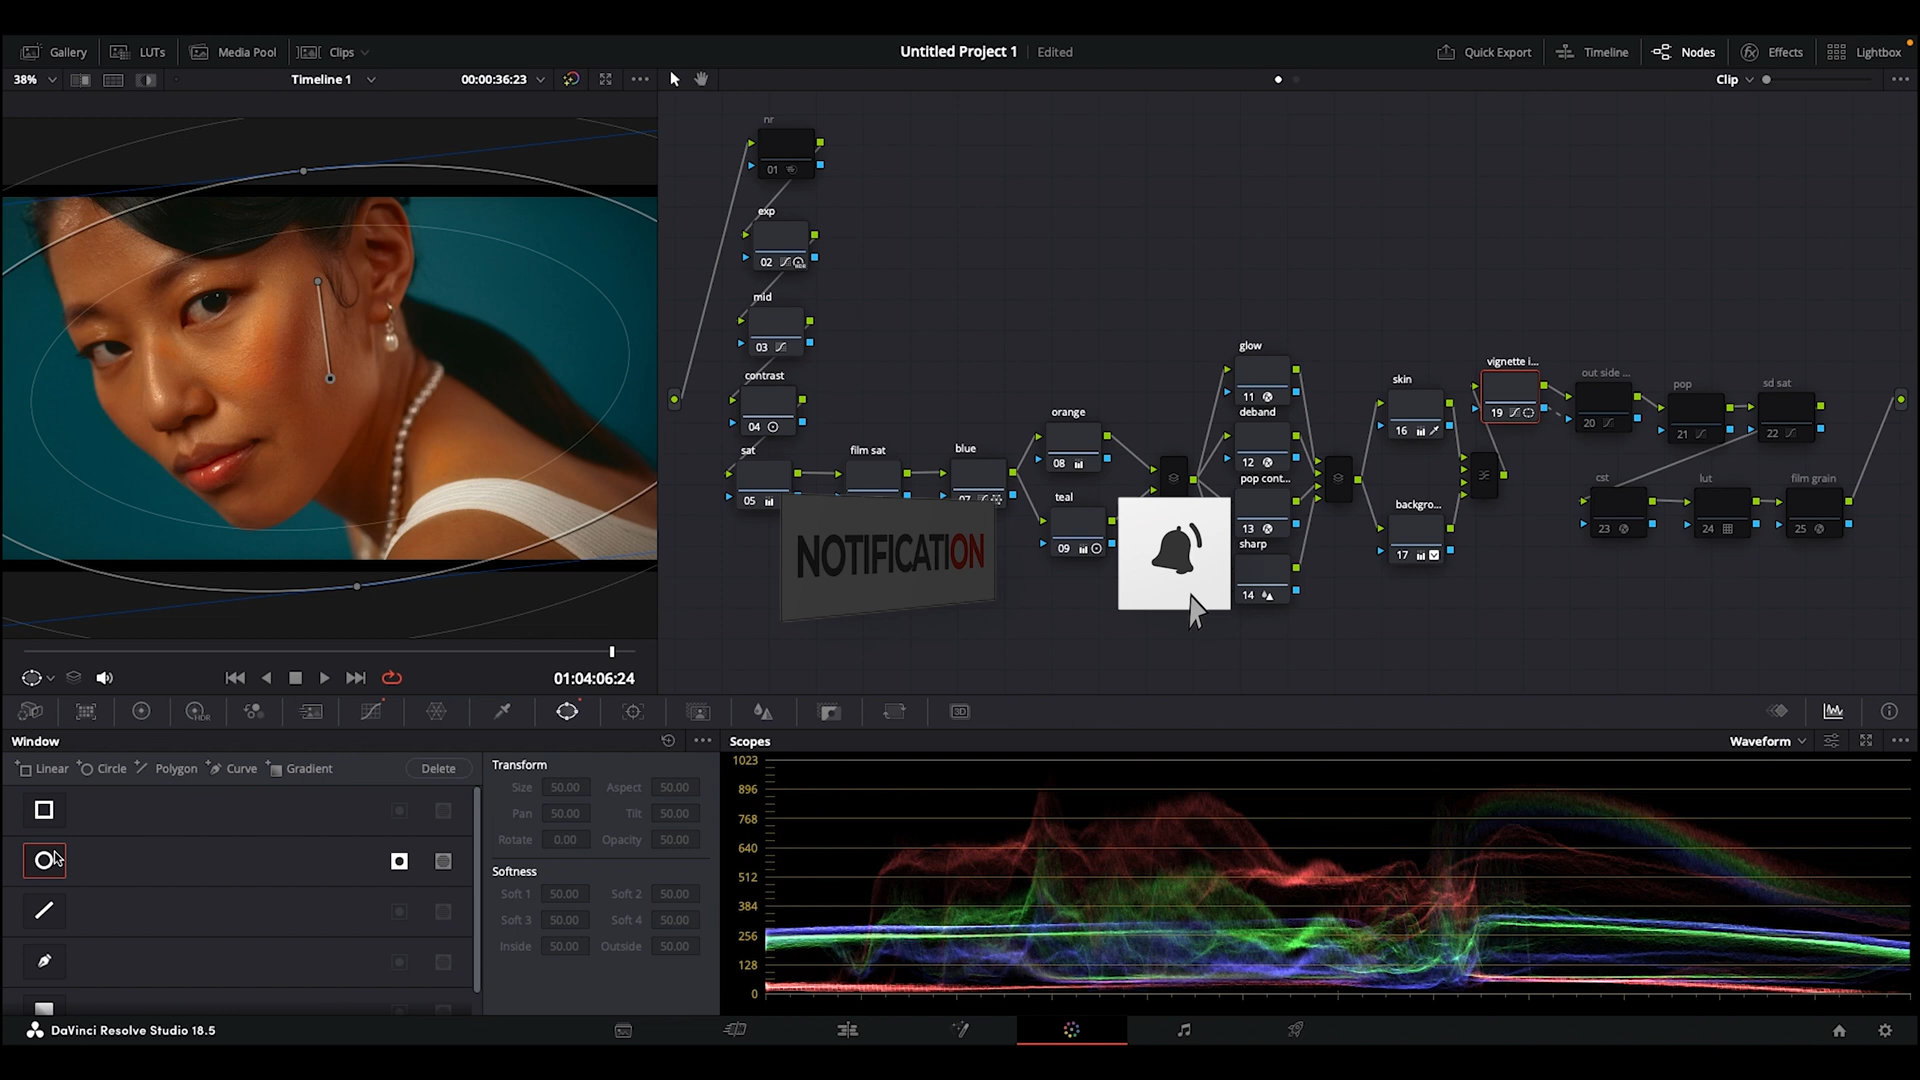 Gallery LUTs Media Pool Clips Untitled Project 1 Edited Quick Export Timeline Nodes Effects Lightbox
38% Timeline 1 00:00:36:23 Clip
nr
01
exp
02
mid
03
contrast
04
sat
05
film sat
blue
07
orange
08
teal
09
glow
11
deband
12
pop cont...
13
sharp
14
skin
16
backgro...
17
vignette i...
19
out side ...
20
pop
21
sd sat
22
cst
23
lut
24
film grain
25
NOTIFICATION
01:04:06:24
HDR
3D
Window
Linear Circle Polygon Curve Gradient Delete
Transform
Size 50.00 Aspect 50.00
Pan 50.00 Tilt 50.00
Rotate 0.00 Opacity 50.00
Softness
Soft 1 50.00 Soft 2 50.00
Soft 3 50.00 Soft 4 50.00
Inside 50.00 Outside 50.00
Scopes Waveform
1023
896
768
640
512
384
256
128
0
DaVinci Resolve Studio 18.5